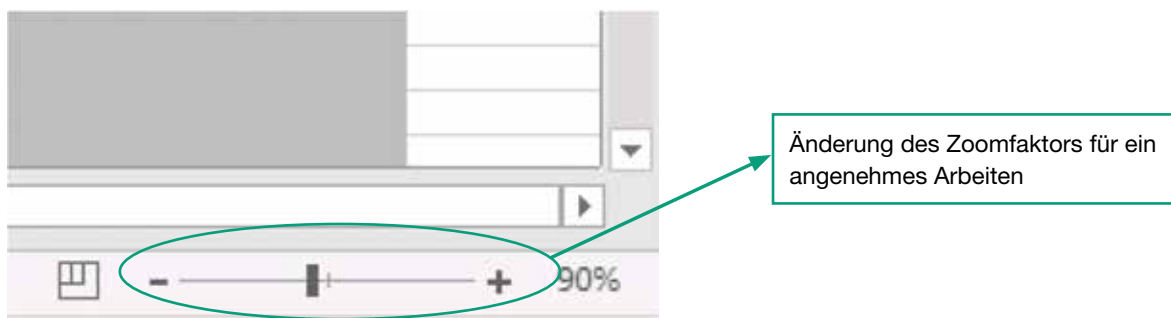 Änderung des Zoomfaktors für ein
angenehmes Arbeiten
90%